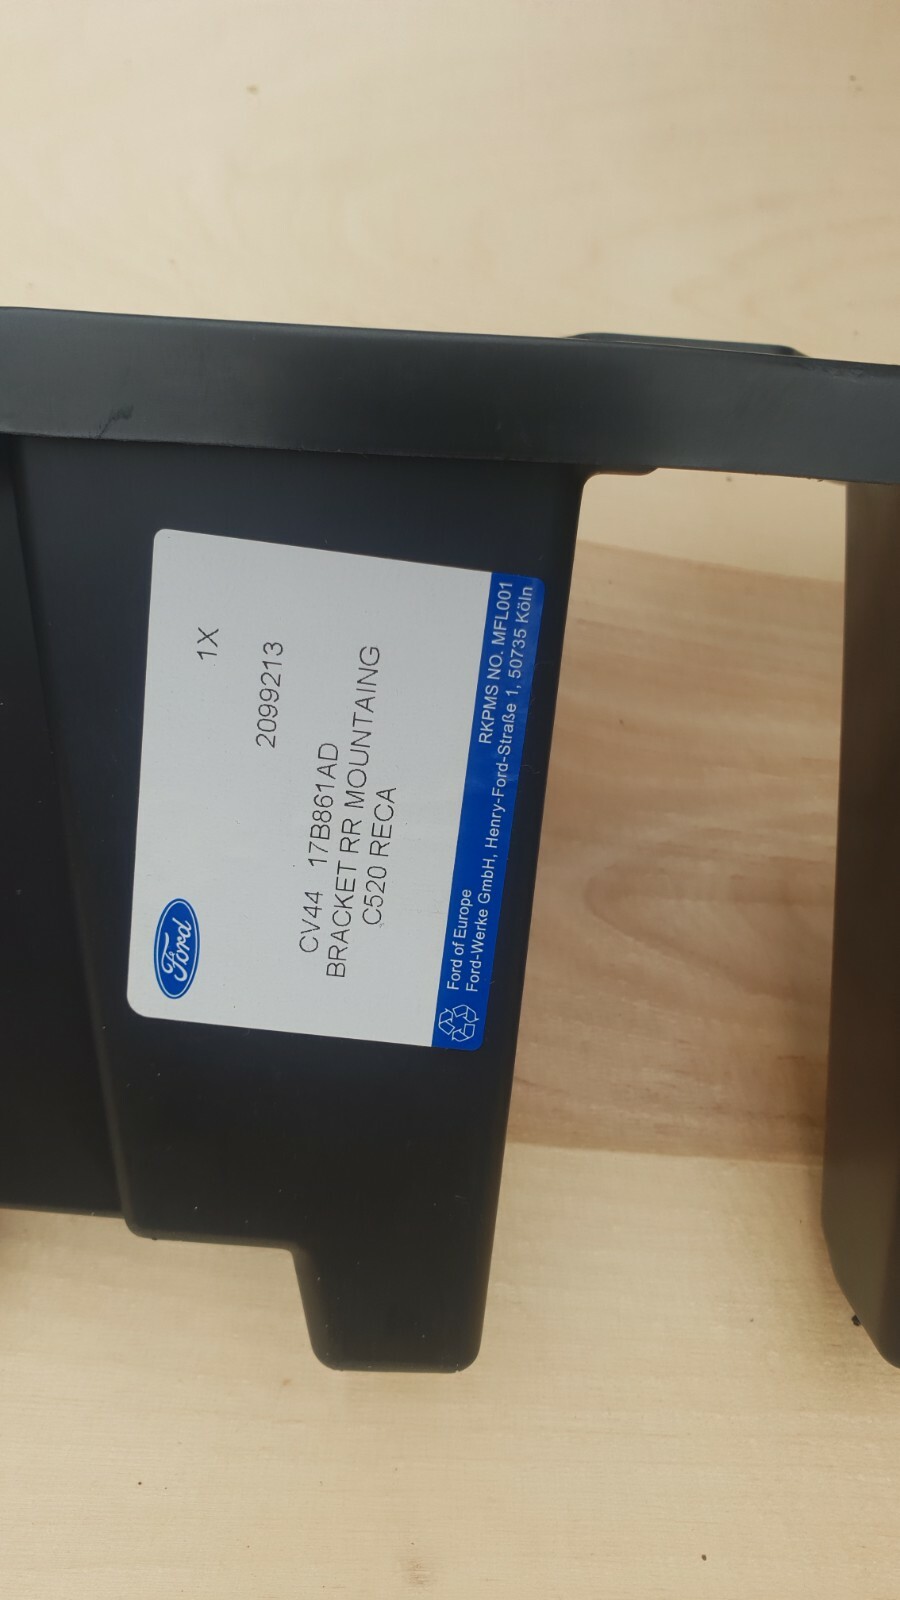 Ford
1X
2099213
CV44 17B861AD
BRACKET RR MOUNTAING
C520 RECA
Ford of Europe
RKPMS NO. MFL001
Ford-Werke GmbH, Henry-Ford-Straße 1, 50735 Köln